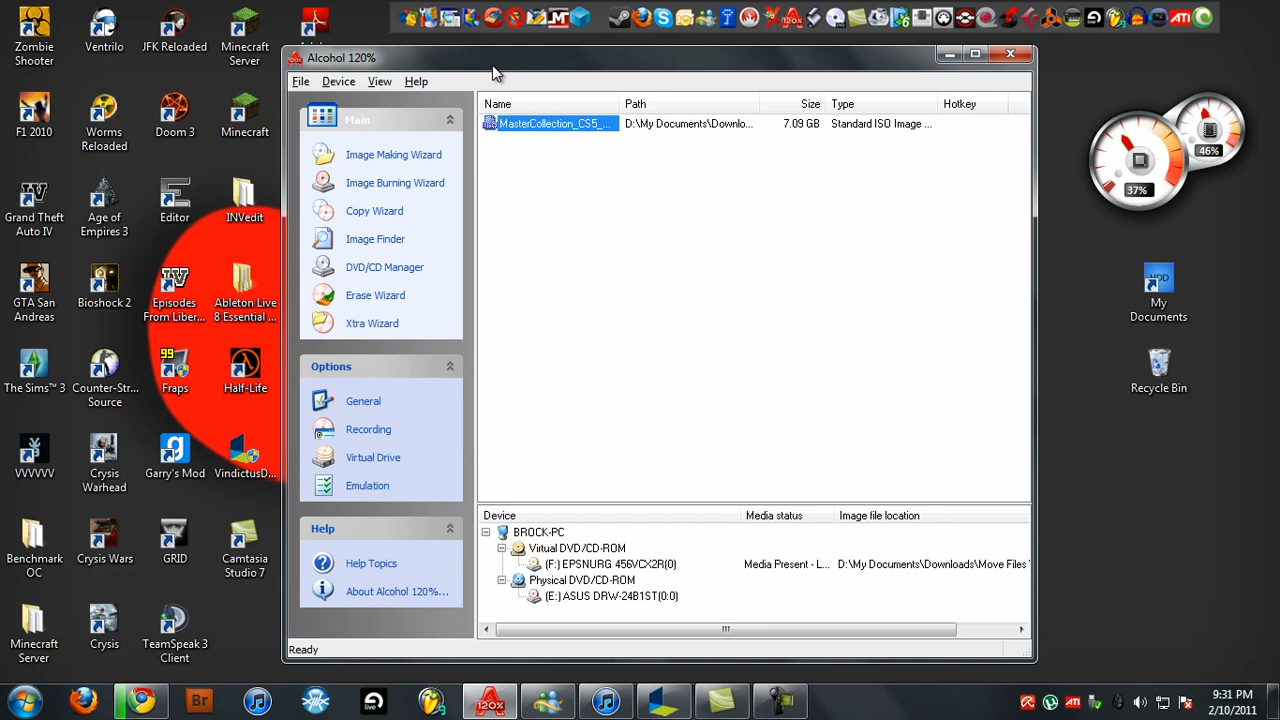 Zombie
Shooter
Ventrilo
JFK Reloaded
Minecraft
Server
F1 2010
Worms
Reloaded
Doom 3
Minecraft
Grand Theft
Auto IV
Age of
Empires 3
Editor
INVedit
GTA San
Andreas
Bioshock 2
Episodes
From Liber...
Ableton Live
8 Essential ...
The Sims™ 3
Counter-Str...
Source
99
Fraps
Half-Life
VVVVVV
Crysis
Warhead
Garry's Mod
VindictusD...
Benchmark
OC
Crysis Wars
GRID
Camtasia
Studio 7
Minecraft
Server
Crysis
TeamSpeak 3
Client
Alcohol 120%
File Device View Help
Main
Image Making Wizard
Image Burning Wizard
Copy Wizard
Image Finder
DVD/CD Manager
Erase Wizard
Xtra Wizard
Options
General
Recording
Virtual Drive
Emulation
Help
Help Topics
About Alcohol 120%...
Name Path Size Type Hotkey
MasterCollection_CS5_... D:\My Documents\Downlo... 7.09 GB Standard ISO Image ...
Device Media status Image file location
BROCK-PC
Virtual DVD/CD-ROM
(F:) EPSNURG 456VCX2R(0) Media Present - L... D:\My Documents\Downloads\Move Files
Physical DVD/CD-ROM
(E:) ASUS DRW-24B1ST(0:0)
Ready
46%
37%
HDD
My
Documents
Recycle Bin
ATI
Br
120%
ATI
9:31 PM
2/10/2011